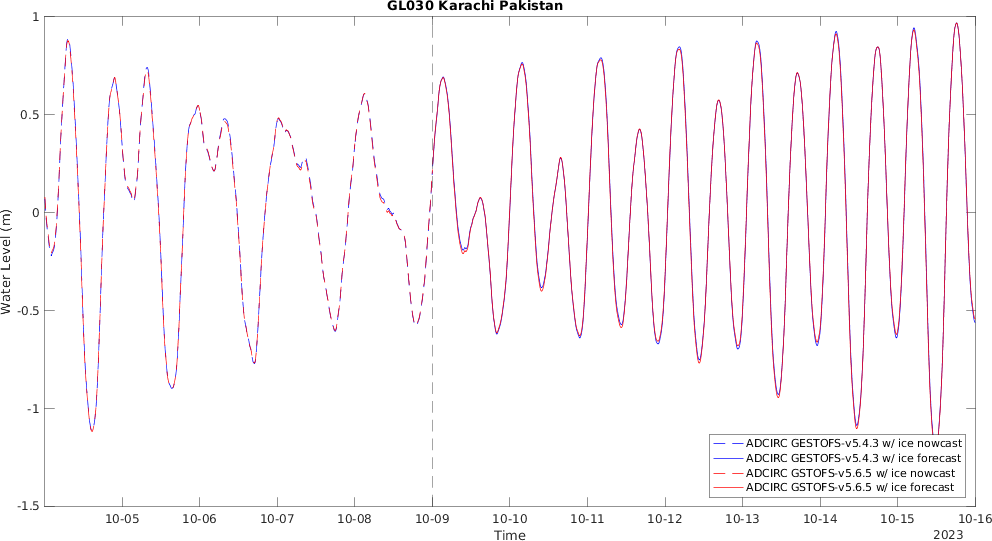 GL030 Karachi Pakistan
1
0.5
0
-0.5
-1
-1.5
Water Level (m)
ADCIRC GESTOFS-v5.4.3 w/ ice nowcast
ADCIRC GESTOFS-v5.4.3 w/ ice forecast
ADCIRC GSTOFS-v5.6.5 w/ ice nowcast
ADCIRC GSTOFS-v5.6.5 w/ ice forecast
10-05 10-06 10-07 10-08 10-09 10-10 10-11 10-12 10-13 10-14 10-15 10-16
Time
2023